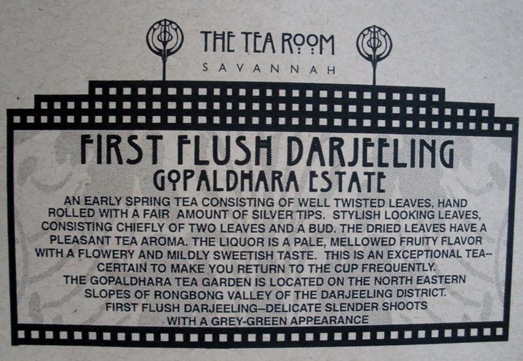 THE TEA ROOM
SAVANNAH
FIRST FLUSH DARJEELING
GOPALDHARA ESTATE
AN EARLY SPRING TEA CONSISTING OF WELL TWISTED LEAVES, HAND
ROLLED WITH A FAIR AMOUNT OF SILVER TIPS. STYLISH LOOKING LEAVES,
CONSISTING CHIEFLY OF TWO LEAVES AND A BUD. THE DRIED LEAVES HAVE A
PLEASANT TEA AROMA. THE LIQUOR IS A PALE, MELLOWED FRUITY FLAVOR
WITH A FLOWERY AND MILDLY SWEETISH TASTE. THIS IS AN EXCEPTIONAL TEA--
CERTAIN TO MAKE YOU RETURN TO THE CUP FREQUENTLY.
THE GOPALDHARA TEA GARDEN IS LOCATED ON THE NORTH EASTERN
SLOPES OF RONGBONG VALLEY OF THE DARJEELING DISTRICT.
FIRST FLUSH DARJEELING--DELICATE SLENDER SHOOTS
WITH A GREY-GREEN APPEARANCE